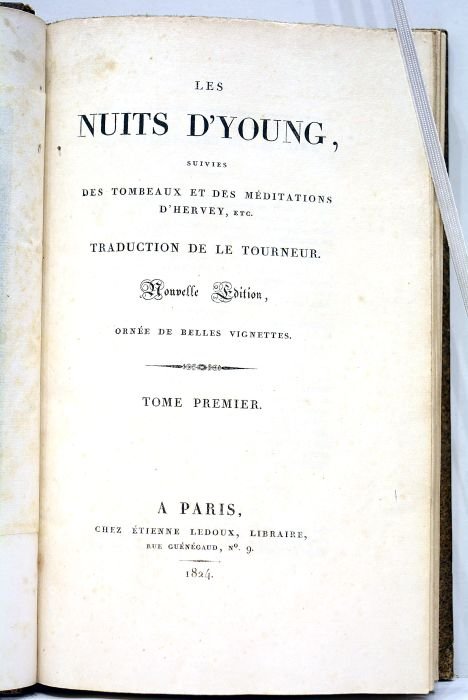 LES
NUITS D'YOUNG,
SUIVIES
DES TOMBEAUX ET DES MÉDITATIONS
D'HERVEY, ETC.
TRADUCTION DE LE TOURNEUR.
Nouvelle Edition,
ORNÉE DE BELLES VIGNETTES.
TOME PREMIER.
A PARIS,
CHEZ ÉTIENNE LEDOUX, LIBRAIRE,
RUE GUÉNÉGAUD, Nº. 9.
1824.